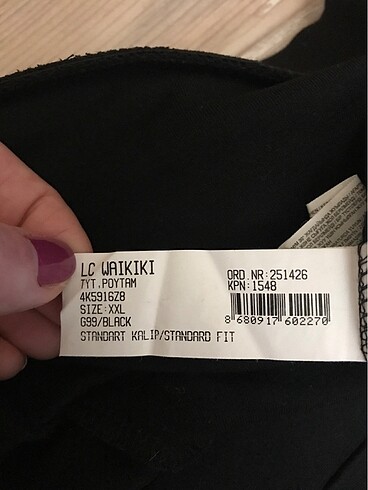 LC WAIKIKI
TYT.POYTAM
4K5916Z8
SIZE:XXL
G99/BLACK
STANDART KALIP/STANDARD FIT
ORD.NR:251426
KPN:1548
8 680917 602270